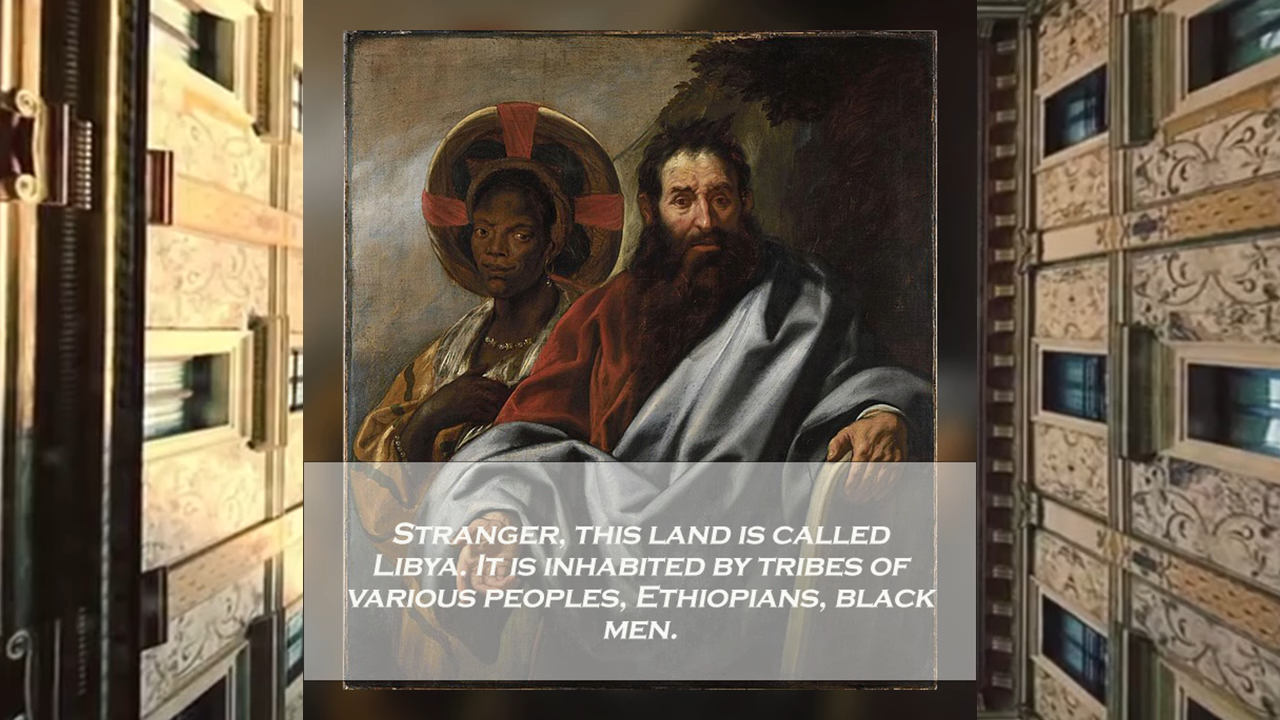 Stranger, this land is called
Libya. It is inhabited by tribes of
various peoples, Ethiopians, black
men.